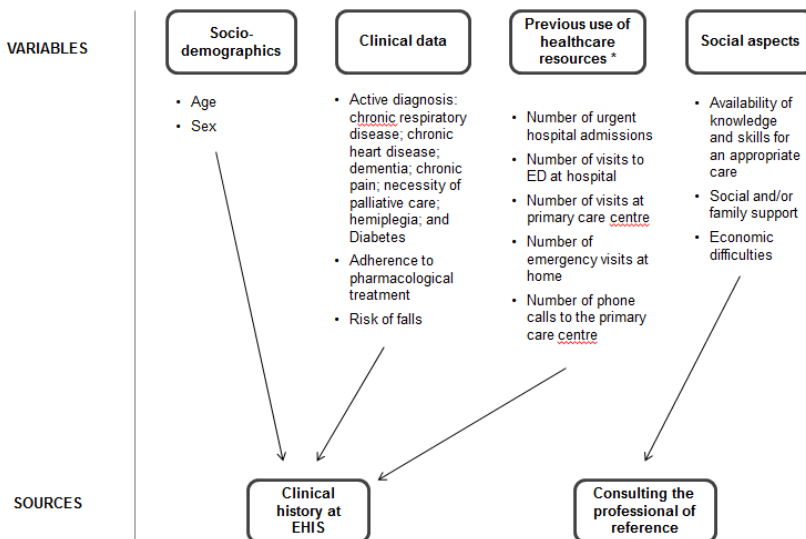 VARIABLES
Socio-
demographics
Clinical data
Previous use of
healthcare
resources *
Social aspects
• Age
• Sex
• Active diagnosis:
chronic respiratory
disease; chronic
heart disease;
dementia; chronic
pain; necessity of
palliative care;
hemiplegia; and
Diabetes
• Adherence to
pharmacological
treatment
• Risk of falls
• Number of urgent
hospital admissions
• Number of visits to
ED at hospital
• Number of visits at
primary care centre
• Number of
emergency visits at
home
• Number of phone
calls to the primary
care centre
• Availability of
knowledge
and skills for
an appropriate
care
• Social and/or
family support
• Economic
difficulties
SOURCES
Clinical
history at
EHIS
Consulting the
professional of
reference